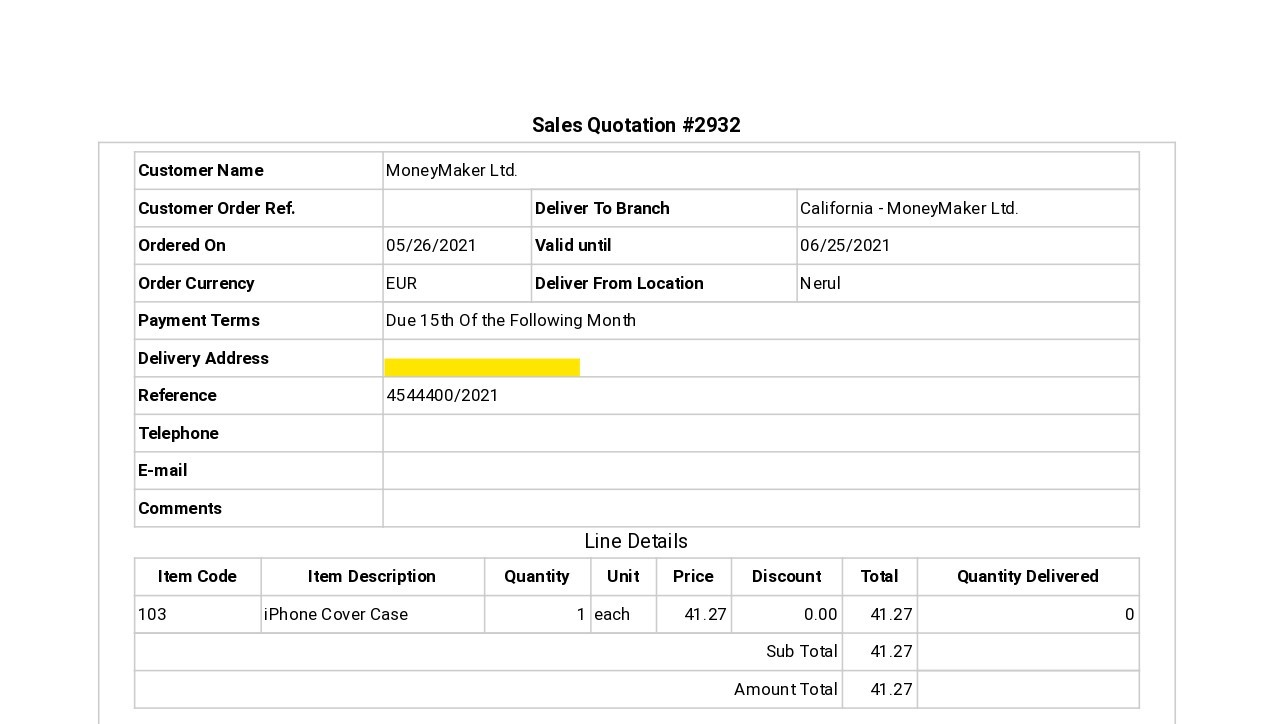 Sales Quotation #2932
Customer Name MoneyMaker Ltd.
Customer Order Ref. Deliver To Branch California - MoneyMaker Ltd.
Ordered On 05/26/2021 Valid until 06/25/2021
Order Currency EUR Deliver From Location Nerul
Payment Terms Due 15th Of the Following Month
Delivery Address
Reference 4544400/2021
Telephone
E-mail
Comments
Line Details
Item Code Item Description Quantity Unit Price Discount Total Quantity Delivered
103 iPhone Cover Case 1 each 41.27 0.00 41.27 0
Sub Total 41.27
Amount Total 41.27